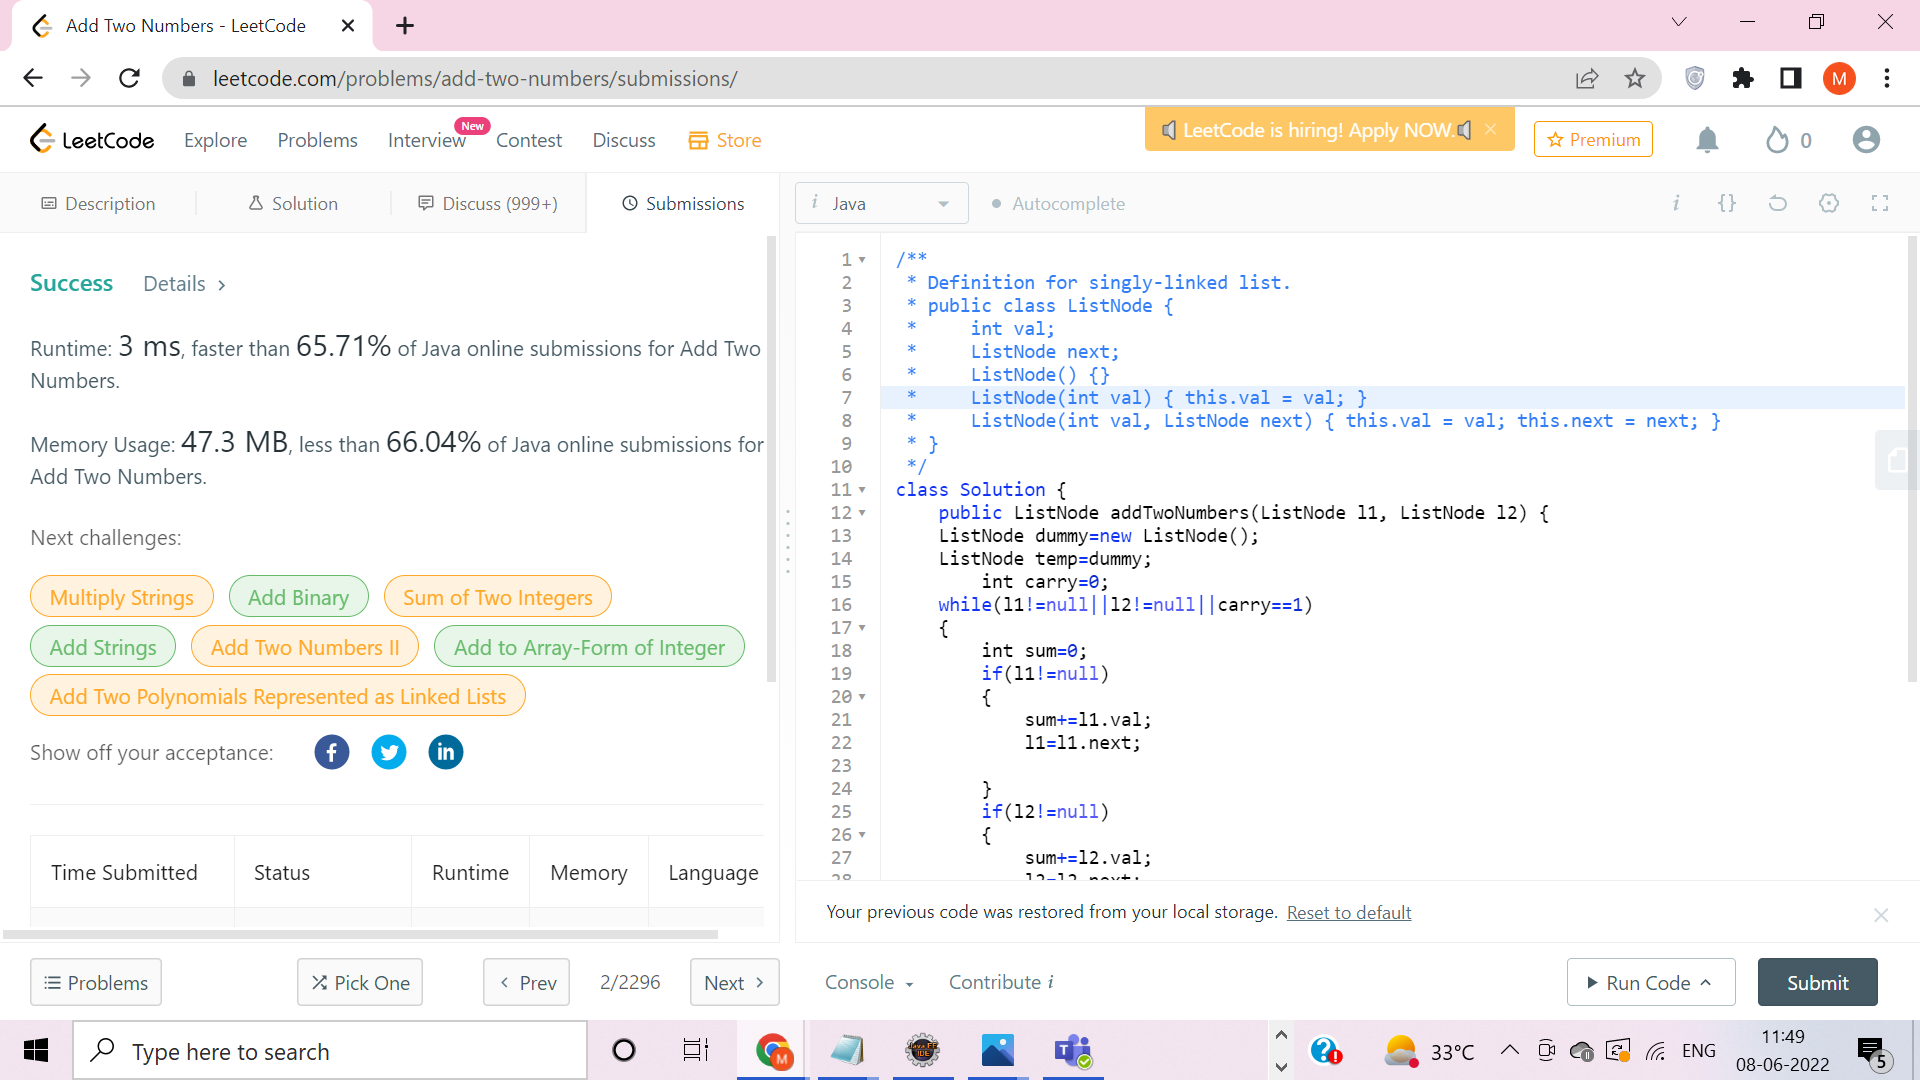 Add Two Numbers - LeetCode
leetcode.com/problems/add-two-numbers/submissions/
M
LeetCode Explore Problems Interview New Contest Discuss Store
LeetCode is hiring! Apply NOW.
Premium
0
Description Solution Discuss (999+) Submissions
i Java Autocomplete i {}
Success Details >
Runtime: 3 ms, faster than 65.71% of Java online submissions for Add Two
Numbers.
Memory Usage: 47.3 MB, less than 66.04% of Java online submissions for
Add Two Numbers.
Next challenges:
Multiply Strings Add Binary Sum of Two Integers
Add Strings Add Two Numbers II Add to Array-Form of Integer
Add Two Polynomials Represented as Linked Lists
Show off your acceptance: f in
Time Submitted Status Runtime Memory Language
1 /**
2 * Definition for singly-linked list.
3 * public class ListNode {
4 *     int val;
5 *     ListNode next;
6 *     ListNode() {}
7 *     ListNode(int val) { this.val = val; }
8 *     ListNode(int val, ListNode next) { this.val = val; this.next = next; }
9 * }
10 */
11 class Solution {
12     public ListNode addTwoNumbers(ListNode l1, ListNode l2) {
13     ListNode dummy=new ListNode();
14     ListNode temp=dummy;
15         int carry=0;
16     while(l1!=null||l2!=null||carry==1)
17     {
18         int sum=0;
19         if(l1!=null)
20         {
21             sum+=l1.val;
22             l1=l1.next;
23
24         }
25         if(l2!=null)
26         {
27             sum+=l2.val;
28             l2=l2.next;
Your previous code was restored from your local storage. Reset to default
Problems Pick One < Prev 2/2296 Next >
Console Contribute i Run Code Submit
Type here to search
M
Java EE
IDE
T
33°C ENG
11:49
08-06-2022
5